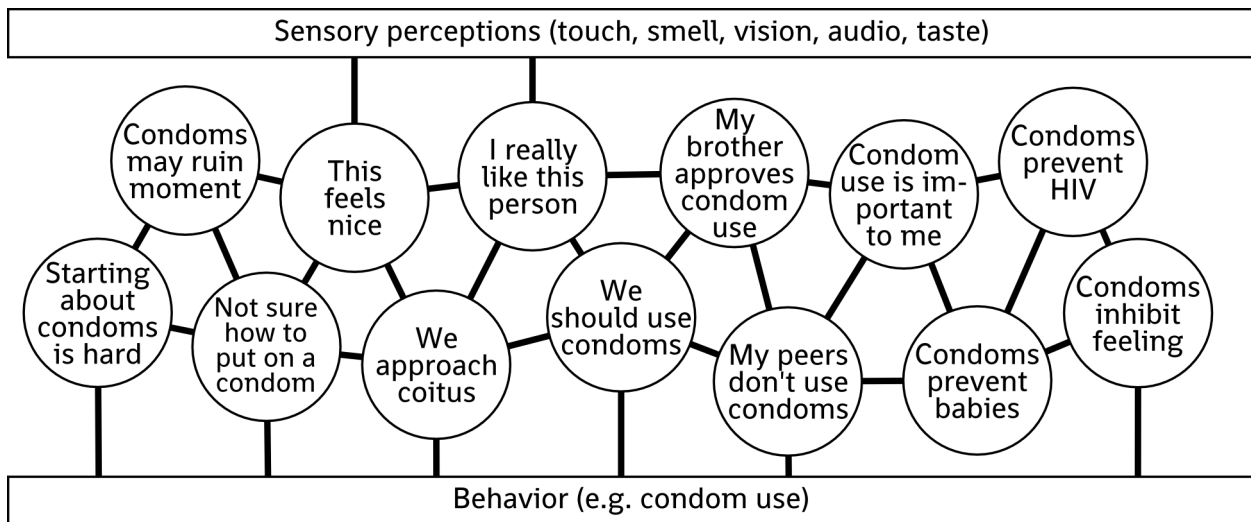 Sensory perceptions (touch, smell, vision, audio, taste)
Condoms
may ruin
moment
This
feels
nice
I really
like this
person
My
brother
approves
condom
use
Condom
use is im-
portant
to me
Condoms
prevent
HIV
Starting
about
condoms
is hard
Not sure
how to
put on a
condom
We
approach
coitus
We
should use
condoms
My peers
don't use
condoms
Condoms
prevent
babies
Condoms
inhibit
feeling
Behavior (e.g. condom use)